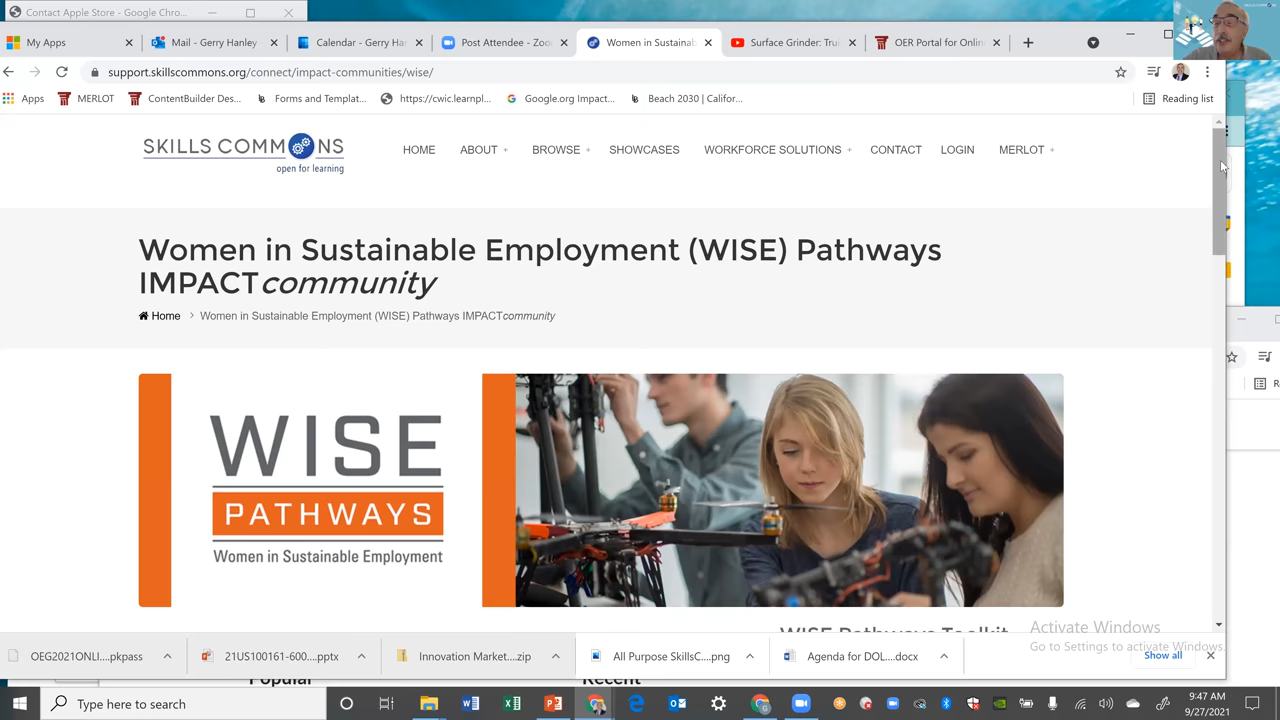 Contact Apple Store - Google Chro...
My Apps
Mail - Gerry Hanley
Calendar - Gerry Ha
Post Attendee - Zoo
Women in Sustainab
Surface Grinder: Tru
OER Portal for Onlin
support.skillscommons.org/connect/impact-communities/wise/
Apps
MERLOT
ContentBuilder Des...
Forms and Templat...
https://cwic.learnpl...
Google.org Impact...
Beach 2030 | Califor...
Reading list
SKILLS COMMONS
open for learning
HOME
ABOUT +
BROWSE +
SHOWCASES
WORKFORCE SOLUTIONS +
CONTACT
LOGIN
MERLOT +
Women in Sustainable Employment (WISE) Pathways
IMPACTcommunity
Home > Women in Sustainable Employment (WISE) Pathways IMPACTcommunity
WISE
PATHWAYS
Women in Sustainable Employment
WISE Pathways Toolkit
Activate Windows
Go to Settings to activate Windows.
OEG2021ONLI....pkpass
21US100161-600....pptx
Innovation Market....zip
All Purpose SkillsC....png
Agenda for DOL....docx
Show all
Popular
Recent
Type here to search
9:47 AM
9/27/2021